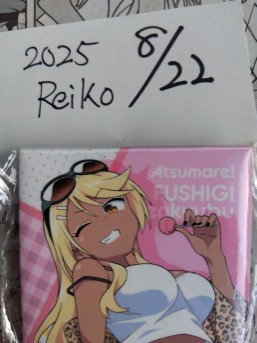 2025 8/22
Reiko
Atsumare!
FUSHIGI